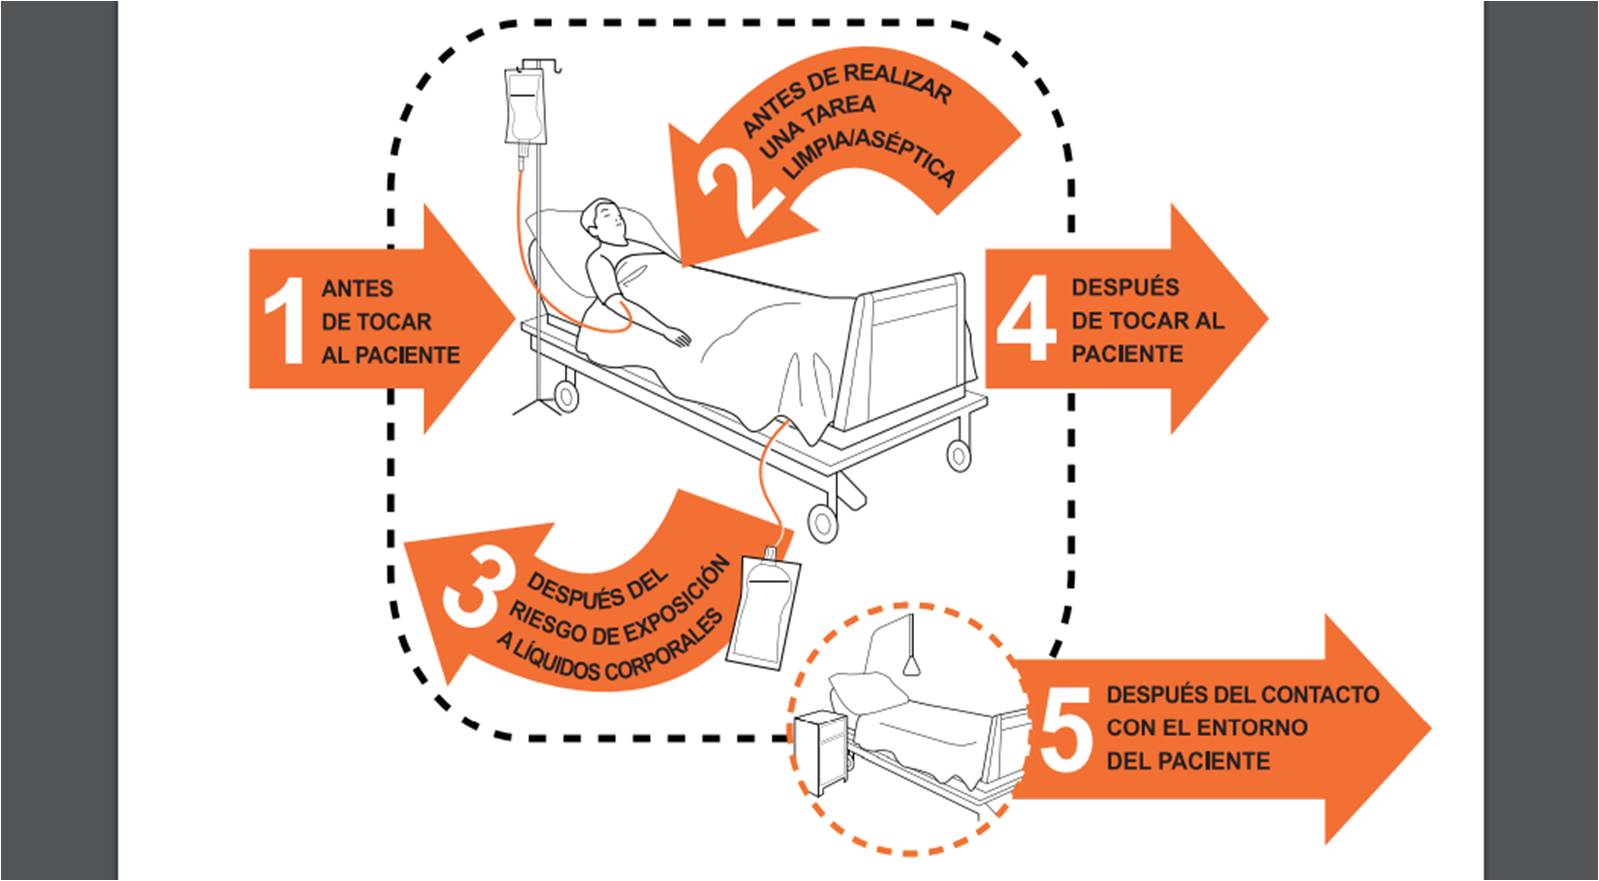 1
ANTES
DE TOCAR
AL PACIENTE
2
ANTES DE REALIZAR
UNA TAREA
LIMPIA/ASÉPTICA
3
DESPUÉS DEL
RIESGO DE EXPOSICIÓN
A LÍQUIDOS CORPORALES
4
DESPUÉS
DE TOCAR AL
PACIENTE
5
DESPUÉS DEL CONTACTO
CON EL ENTORNO
DEL PACIENTE